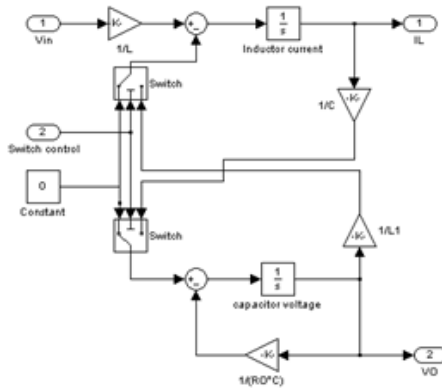 1
Vin
K-
1/L
+
-
1
s
Inductor current
1
IL
Switch
-K-
1/C
2
Switch control
0
Constant
Switch
-K-
1/L1
+
-
1
s
capacitor voltage
-K-
1/(RO*C)
2
VO